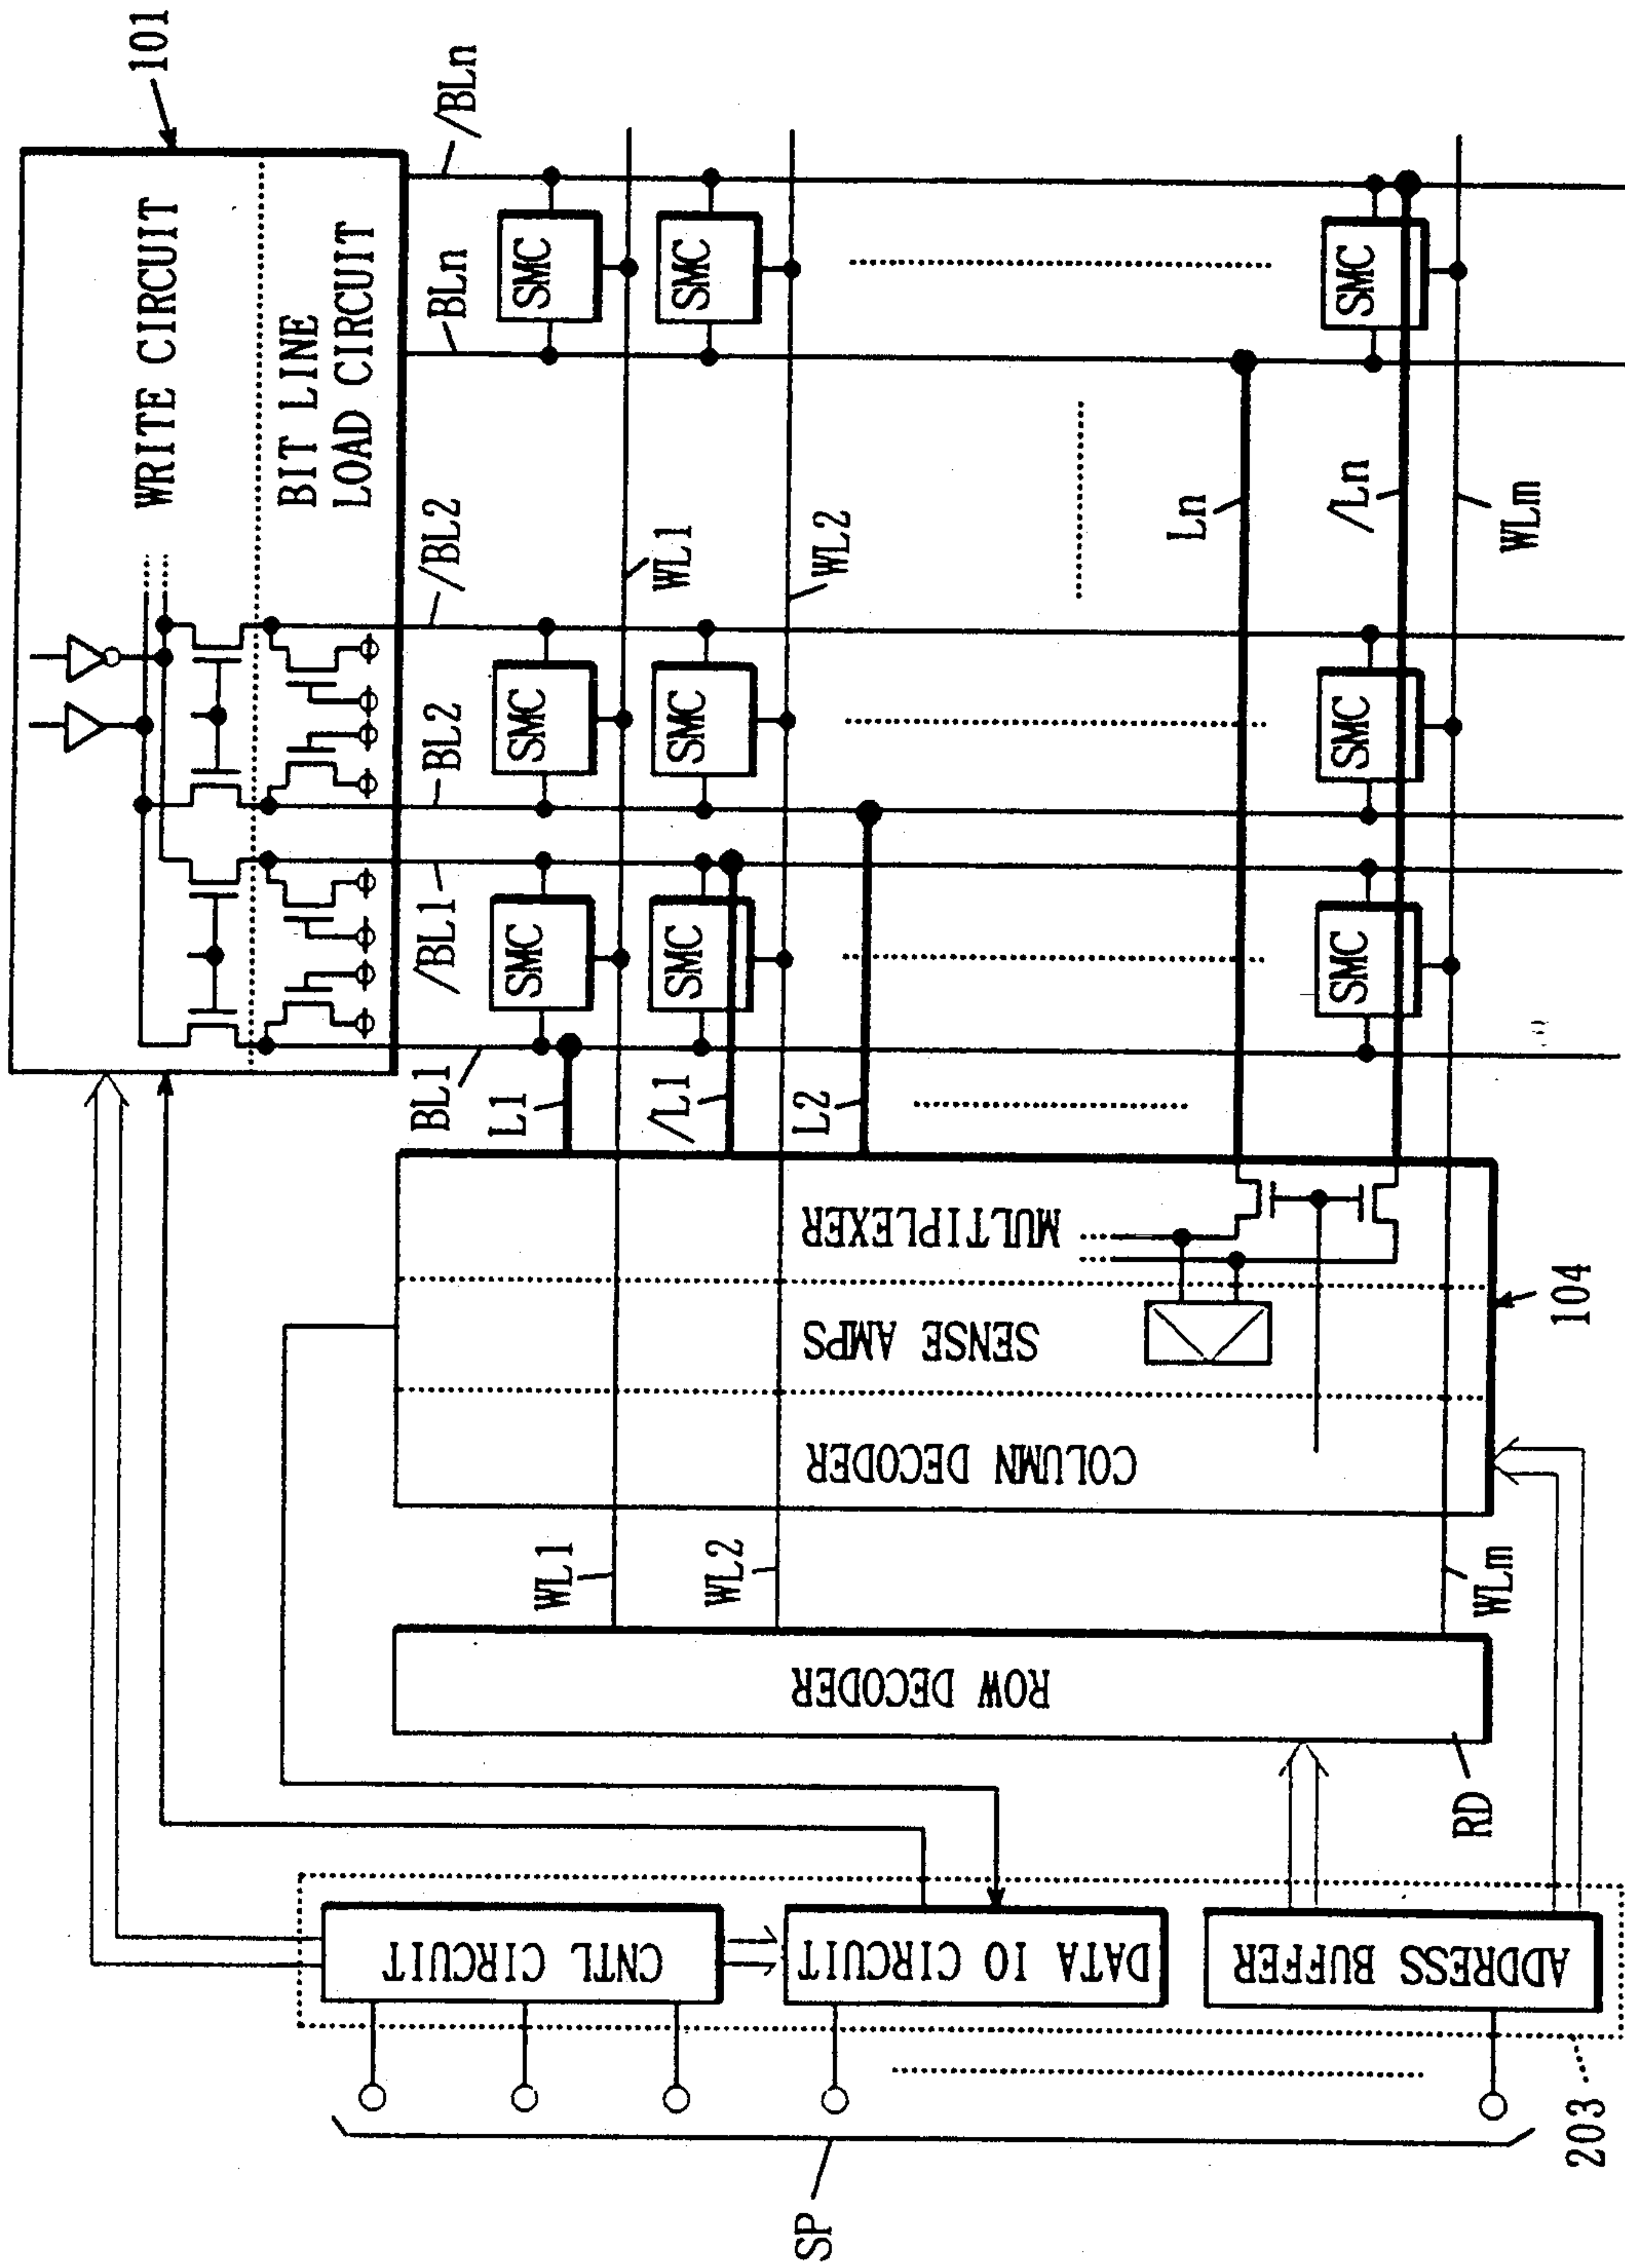 101
WRITE CIRCUIT
BIT LINE
LOAD CIRCUIT
BL1
/BL1
BL2
/BL2
BLn
/BLn
L1
SMC
SMC
SMC
WL1
WL1
/L1
SMC
SMC
SMC
WL2
WL2
L2
Ln
/Ln
SMC
SMC
SMC
WLm
WLm
MULTIPLEXER
SENSE AMPS
COLUMN DECODER
104
ROW DECODER
RD
CNTL CIRCUIT
DATA IO CIRCUIT
ADDRESS BUFFER
203
SP